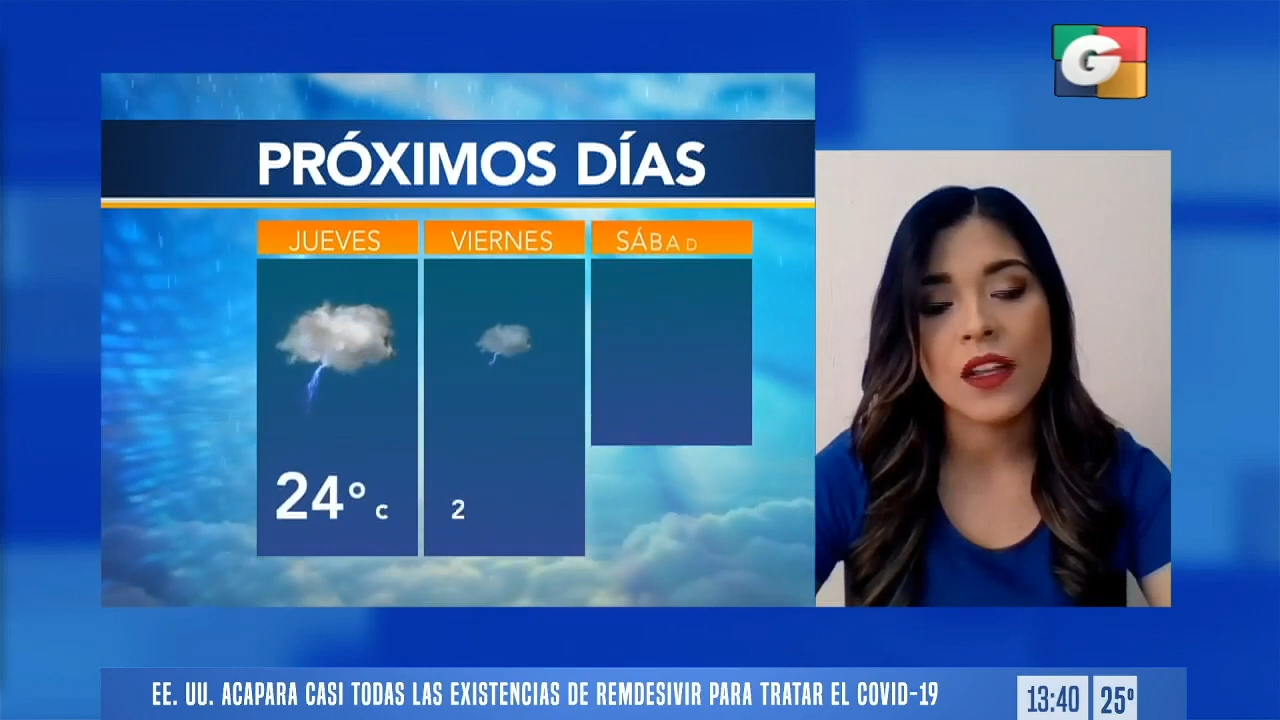 G
PRÓXIMOS DÍAS
JUEVES
VIERNES
SÁBAD
24° c
2
EE. UU. ACAPARA CASI TODAS LAS EXISTENCIAS DE REMDESIVIR PARA TRATAR EL COVID-19
13:40
25°